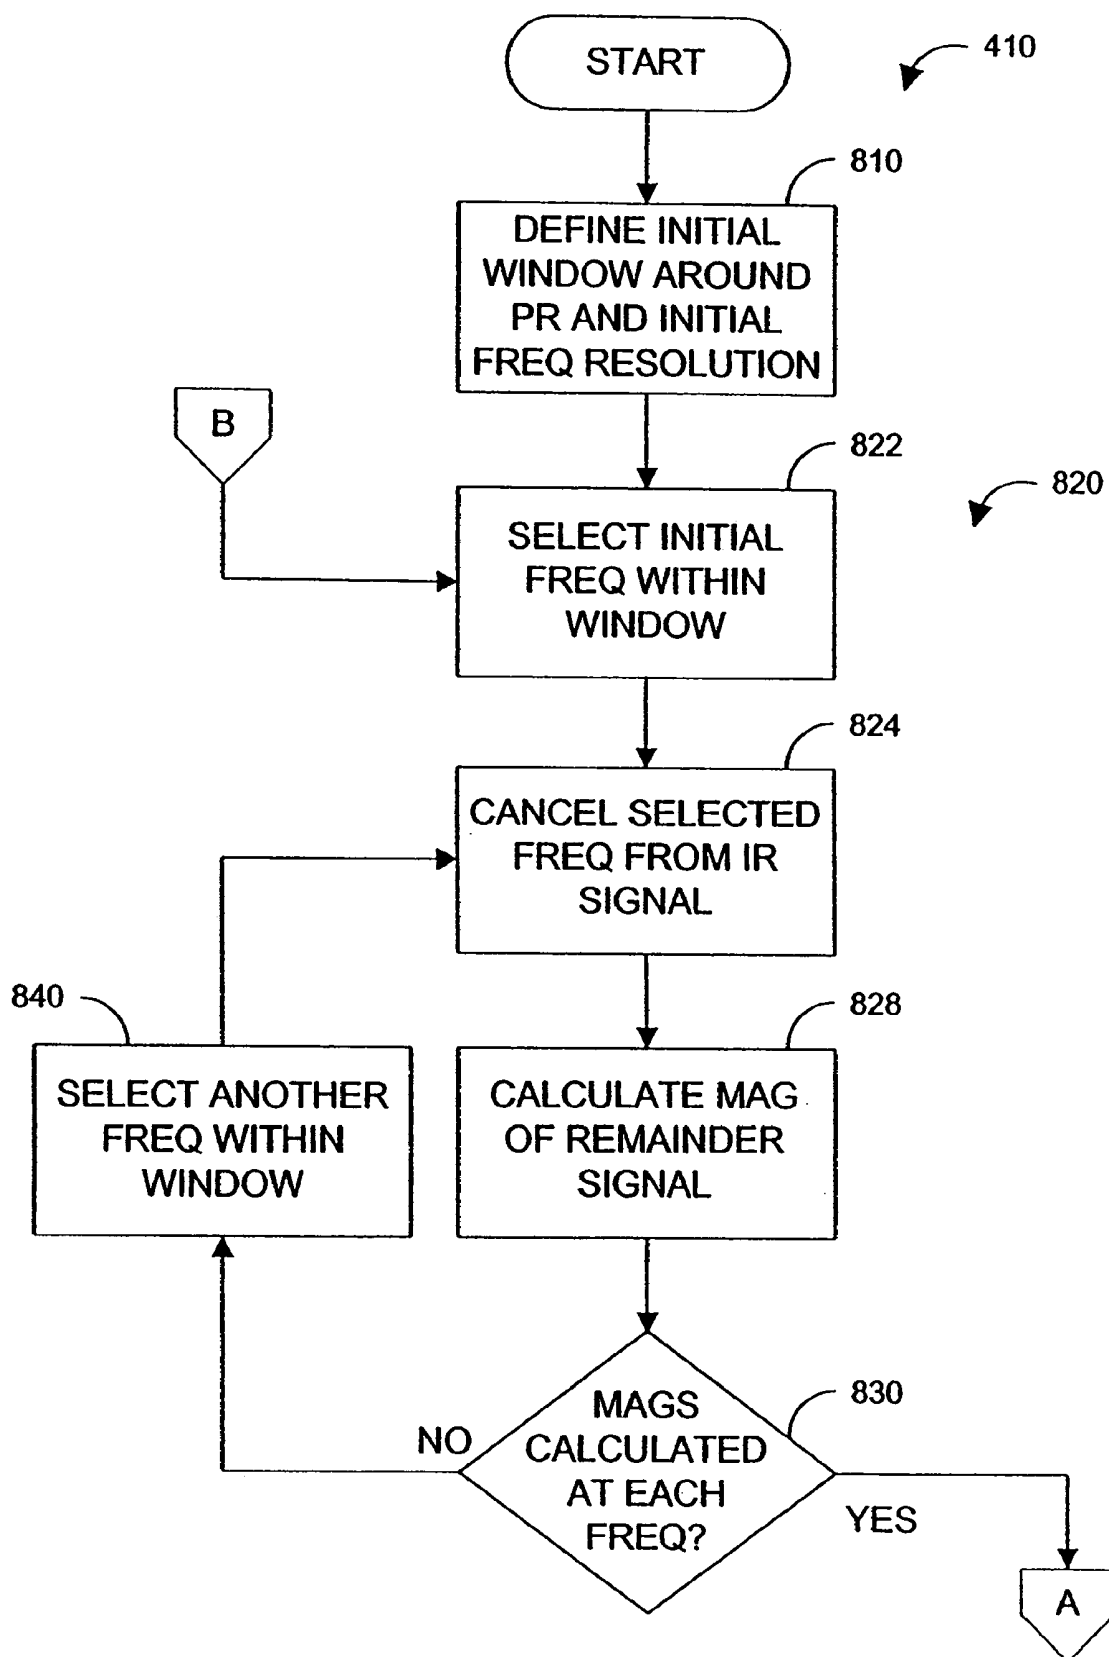 START
410
810
DEFINE INITIAL
WINDOW AROUND
PR AND INITIAL
FREQ RESOLUTION
B
822
820
SELECT INITIAL
FREQ WITHIN
WINDOW
824
CANCEL SELECTED
FREQ FROM IR
SIGNAL
840
828
SELECT ANOTHER
FREQ WITHIN
WINDOW
CALCULATE MAG
OF REMAINDER
SIGNAL
830
MAGS
CALCULATED
AT EACH
FREQ?
NO
YES
A